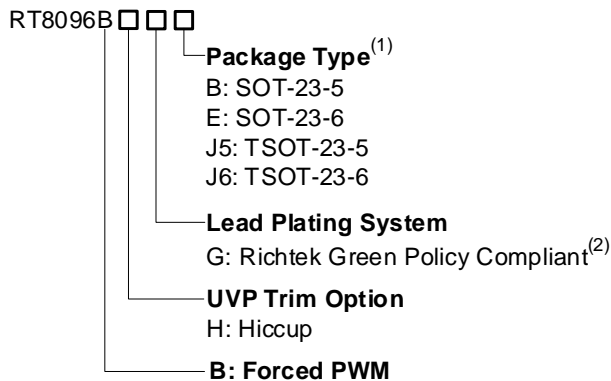 RT8096B□□□
Package Type(1)
B: SOT-23-5
E: SOT-23-6
J5: TSOT-23-5
J6: TSOT-23-6
Lead Plating System
G: Richtek Green Policy Compliant(2)
UVP Trim Option
H: Hiccup
B: Forced PWM